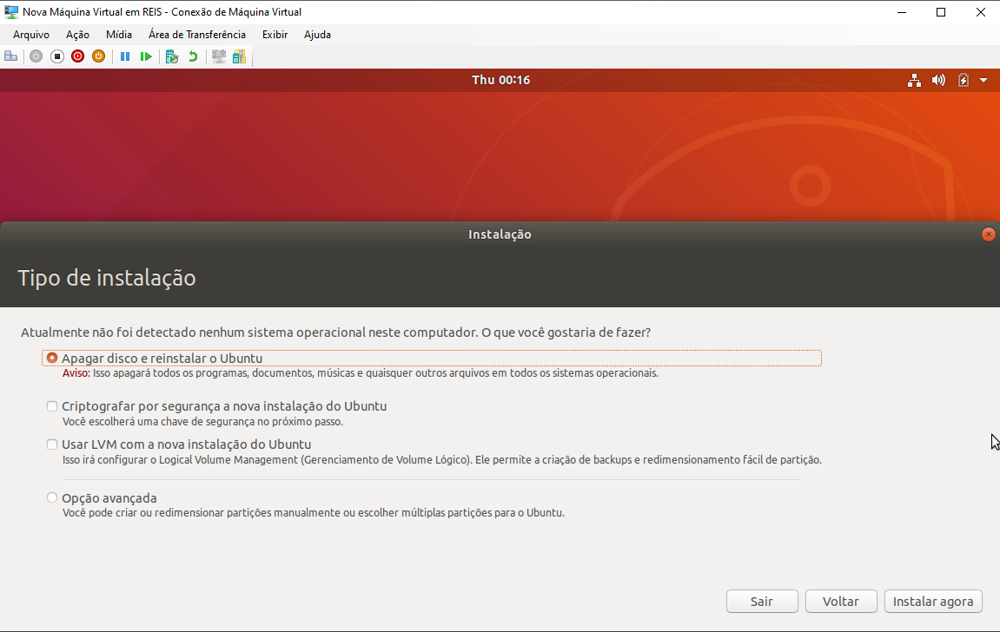 Nova Máquina Virtual em REIS - Conexão de Máquina Virtual
Arquivo Ação Mídia Área de Transferência Exibir Ajuda
Thu 00:16
Instalação
Tipo de instalação
Atualmente não foi detectado nenhum sistema operacional neste computador. O que você gostaria de fazer?
Apagar disco e reinstalar o Ubuntu
Aviso: Isso apagará todos os programas, documentos, músicas e quaisquer outros arquivos em todos os sistemas operacionais.
Criptografar por segurança a nova instalação do Ubuntu
Você escolherá uma chave de segurança no próximo passo.
Usar LVM com a nova instalação do Ubuntu
Isso irá configurar o Logical Volume Management (Gerenciamento de Volume Lógico). Ele permite a criação de backups e redimensionamento fácil de partição.
Opção avançada
Você pode criar ou redimensionar partições manualmente ou escolher múltiplas partições para o Ubuntu.
Sair Voltar Instalar agora